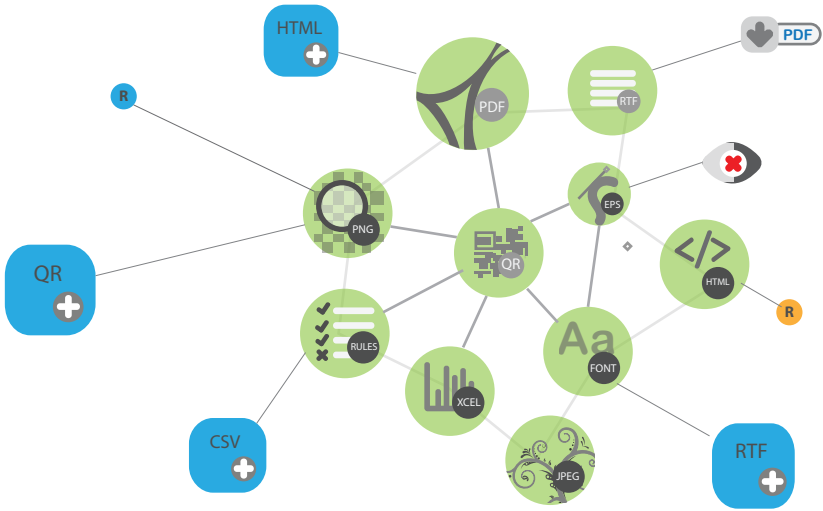 HTML
PDF
R
PDF
RTF
EPS
PNG
QR
QR
HTML
R
RULES
Aa
FONT
XCEL
CSV
RTF
JPEG